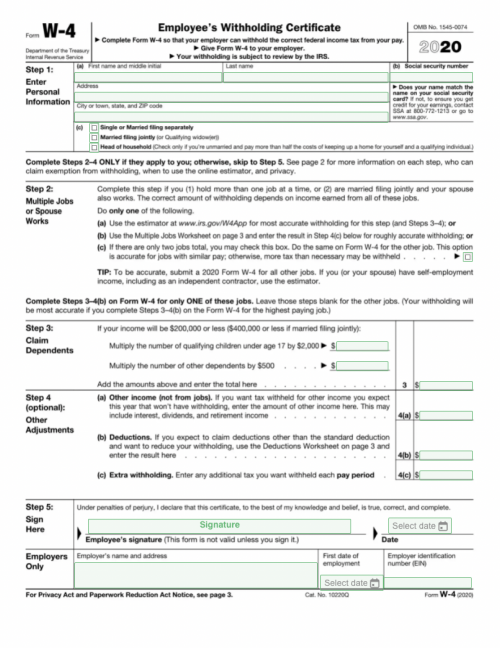 Form W-4
Department of the Treasury
Internal Revenue Service
Employee's Withholding Certificate
▶ Complete Form W-4 so that your employer can withhold the correct federal income tax from your pay.
▶ Give Form W-4 to your employer.
▶ Your withholding is subject to review by the IRS.
OMB No. 1545-0074
2020
Step 1:
Enter
Personal
Information
(a) First name and middle initial
Last name
(b) Social security number
Address
City or town, state, and ZIP code
▶ Does your name match the
name on your social security
card? If not, to ensure you get
credit for your earnings, contact
SSA at 800-772-1213 or go to
www.ssa.gov.
(c) Single or Married filing separately
Married filing jointly (or Qualifying widow(er))
Head of household (Check only if you're unmarried and pay more than half the costs of keeping up a home for yourself and a qualifying individual.)
Complete Steps 2–4 ONLY if they apply to you; otherwise, skip to Step 5. See page 2 for more information on each step, who can
claim exemption from withholding, when to use the online estimator, and privacy.
Step 2:
Multiple Jobs
or Spouse
Works
Complete this step if you (1) hold more than one job at a time, or (2) are married filing jointly and your spouse
also works. The correct amount of withholding depends on income earned from all of these jobs.
Do only one of the following.
(a) Use the estimator at www.irs.gov/W4App for most accurate withholding for this step (and Steps 3–4); or
(b) Use the Multiple Jobs Worksheet on page 3 and enter the result in Step 4(c) below for roughly accurate withholding; or
(c) If there are only two jobs total, you may check this box. Do the same on Form W-4 for the other job. This option
is accurate for jobs with similar pay; otherwise, more tax than necessary may be withheld . . . . . ▶
TIP: To be accurate, submit a 2020 Form W-4 for all other jobs. If you (or your spouse) have self-employment
income, including as an independent contractor, use the estimator.
Complete Steps 3–4(b) on Form W-4 for only ONE of these jobs. Leave those steps blank for the other jobs. (Your withholding will
be most accurate if you complete Steps 3–4(b) on the Form W-4 for the highest paying job.)
Step 3:
Claim
Dependents
If your income will be $200,000 or less ($400,000 or less if married filing jointly):
Multiply the number of qualifying children under age 17 by $2,000 ▶ $
Multiply the number of other dependents by $500 . . . . ▶ $
Add the amounts above and enter the total here . . . . . . . . . . . . . 3 $
Step 4
(optional):
Other
Adjustments
(a) Other income (not from jobs). If you want tax withheld for other income you expect
this year that won't have withholding, enter the amount of other income here. This may
include interest, dividends, and retirement income . . . . . . . . . . . . 4(a) $
(b) Deductions. If you expect to claim deductions other than the standard deduction
and want to reduce your withholding, use the Deductions Worksheet on page 3 and
enter the result here . . . . . . . . . . . . . . . . . . . . . 4(b) $
(c) Extra withholding. Enter any additional tax you want withheld each pay period . 4(c) $
Step 5:
Sign
Here
Under penalties of perjury, I declare that this certificate, to the best of my knowledge and belief, is true, correct, and complete.
Signature
Select date
Employee's signature (This form is not valid unless you sign it.)
Date
Employers
Only
Employer's name and address
First date of
employment
Employer identification
number (EIN)
Select date
For Privacy Act and Paperwork Reduction Act Notice, see page 3.
Cat. No. 10220Q
Form W-4 (2020)